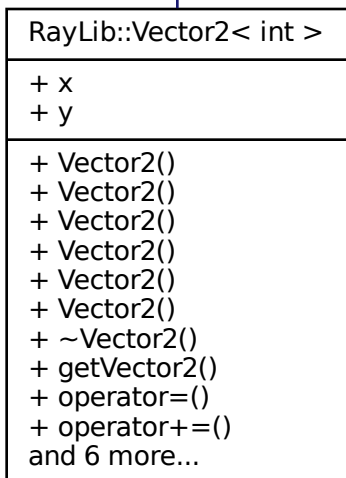 RayLib::Vector2< int >
+ x
+ y
+ Vector2()
+ Vector2()
+ Vector2()
+ Vector2()
+ Vector2()
+ Vector2()
+ ~Vector2()
+ getVector2()
+ operator=()
+ operator+=()
and 6 more...